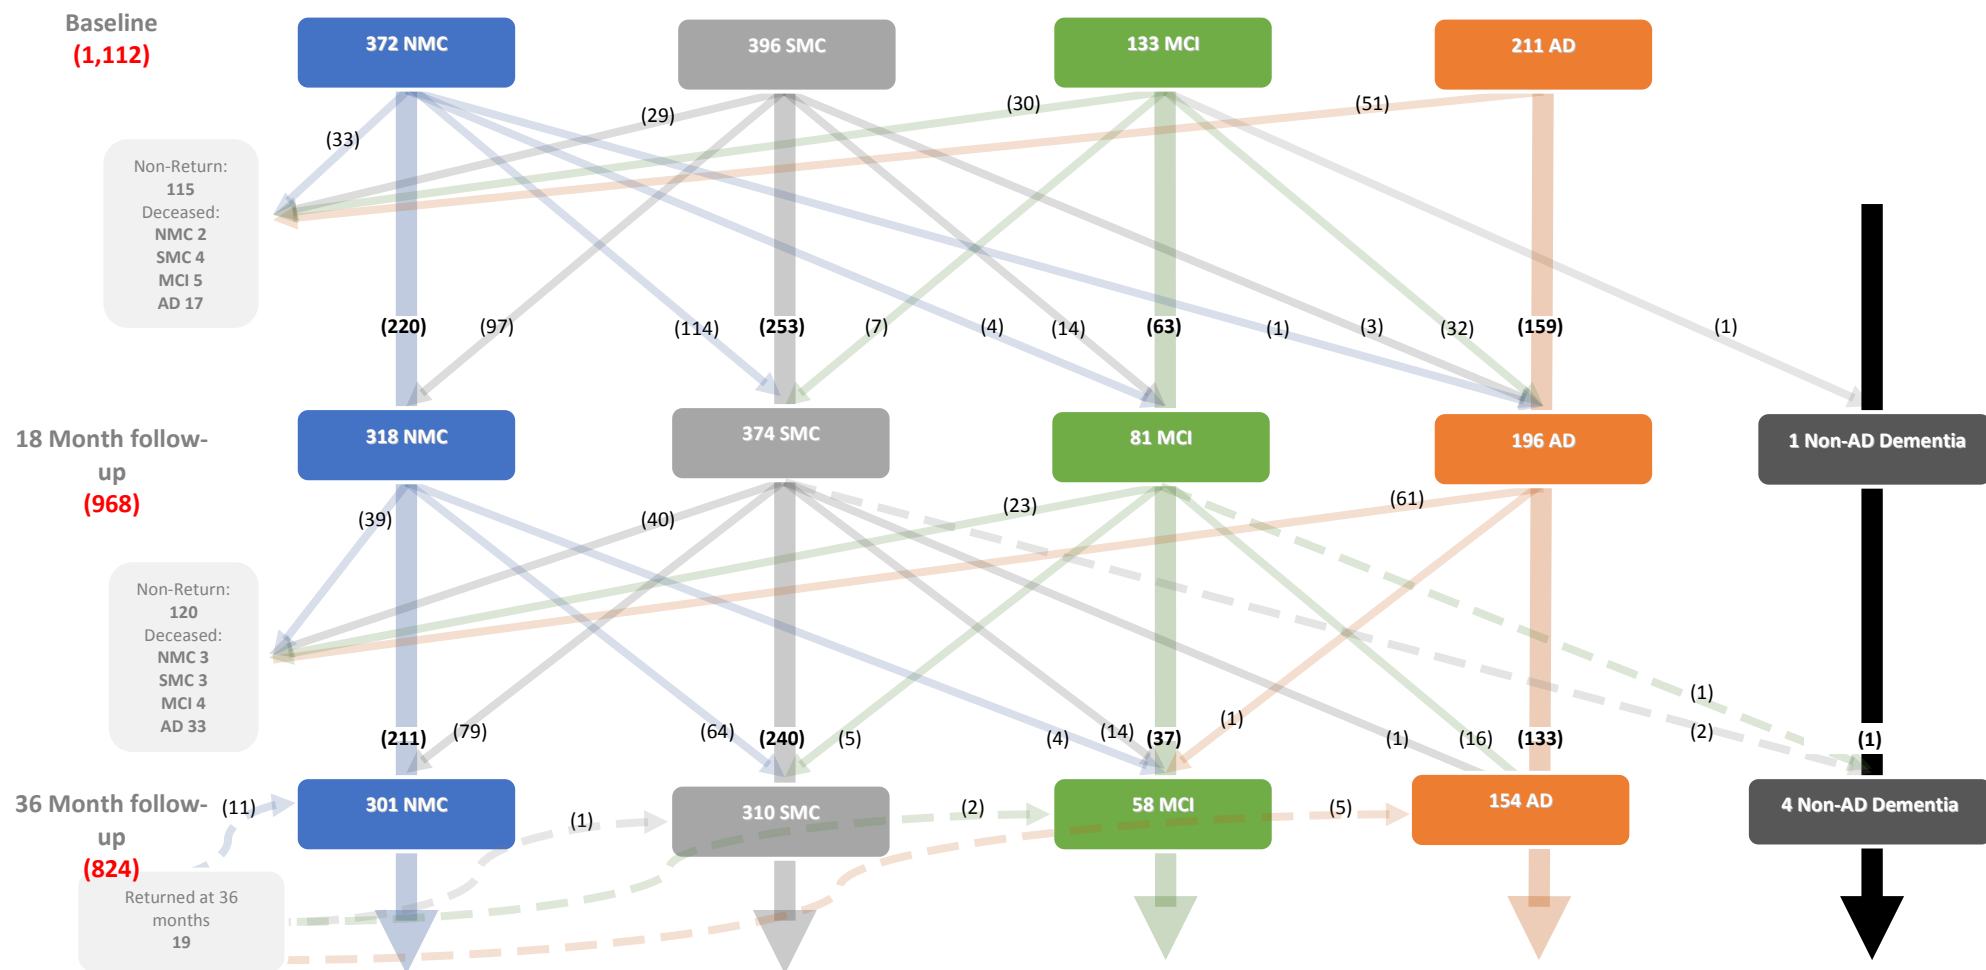 Baseline
(1,112)
372 NMC
396 SMC
133 MCI
211 AD
(33)
(29)
(30)
(51)
Non-Return:
115
Deceased:
NMC 2
SMC 4
MCI 5
AD 17
(220)
(97)
(114)
(253)
(7)
(4)
(14)
(63)
(1)
(3)
(32)
(159)
(1)
18 Month follow-
up
(968)
318 NMC
374 SMC
81 MCI
196 AD
1 Non-AD Dementia
(39)
(40)
(23)
(61)
Non-Return:
120
Deceased:
NMC 3
SMC 3
MCI 4
AD 33
(211)
(79)
(64)
(240)
(5)
(4)
(14)
(37)
(1)
(1)
(16)
(133)
(1)
(2)
(1)
36 Month follow-
up
(824)
(11)
301 NMC
(1)
310 SMC
(2)
58 MCI
(5)
154 AD
4 Non-AD Dementia
Returned at 36
months
19